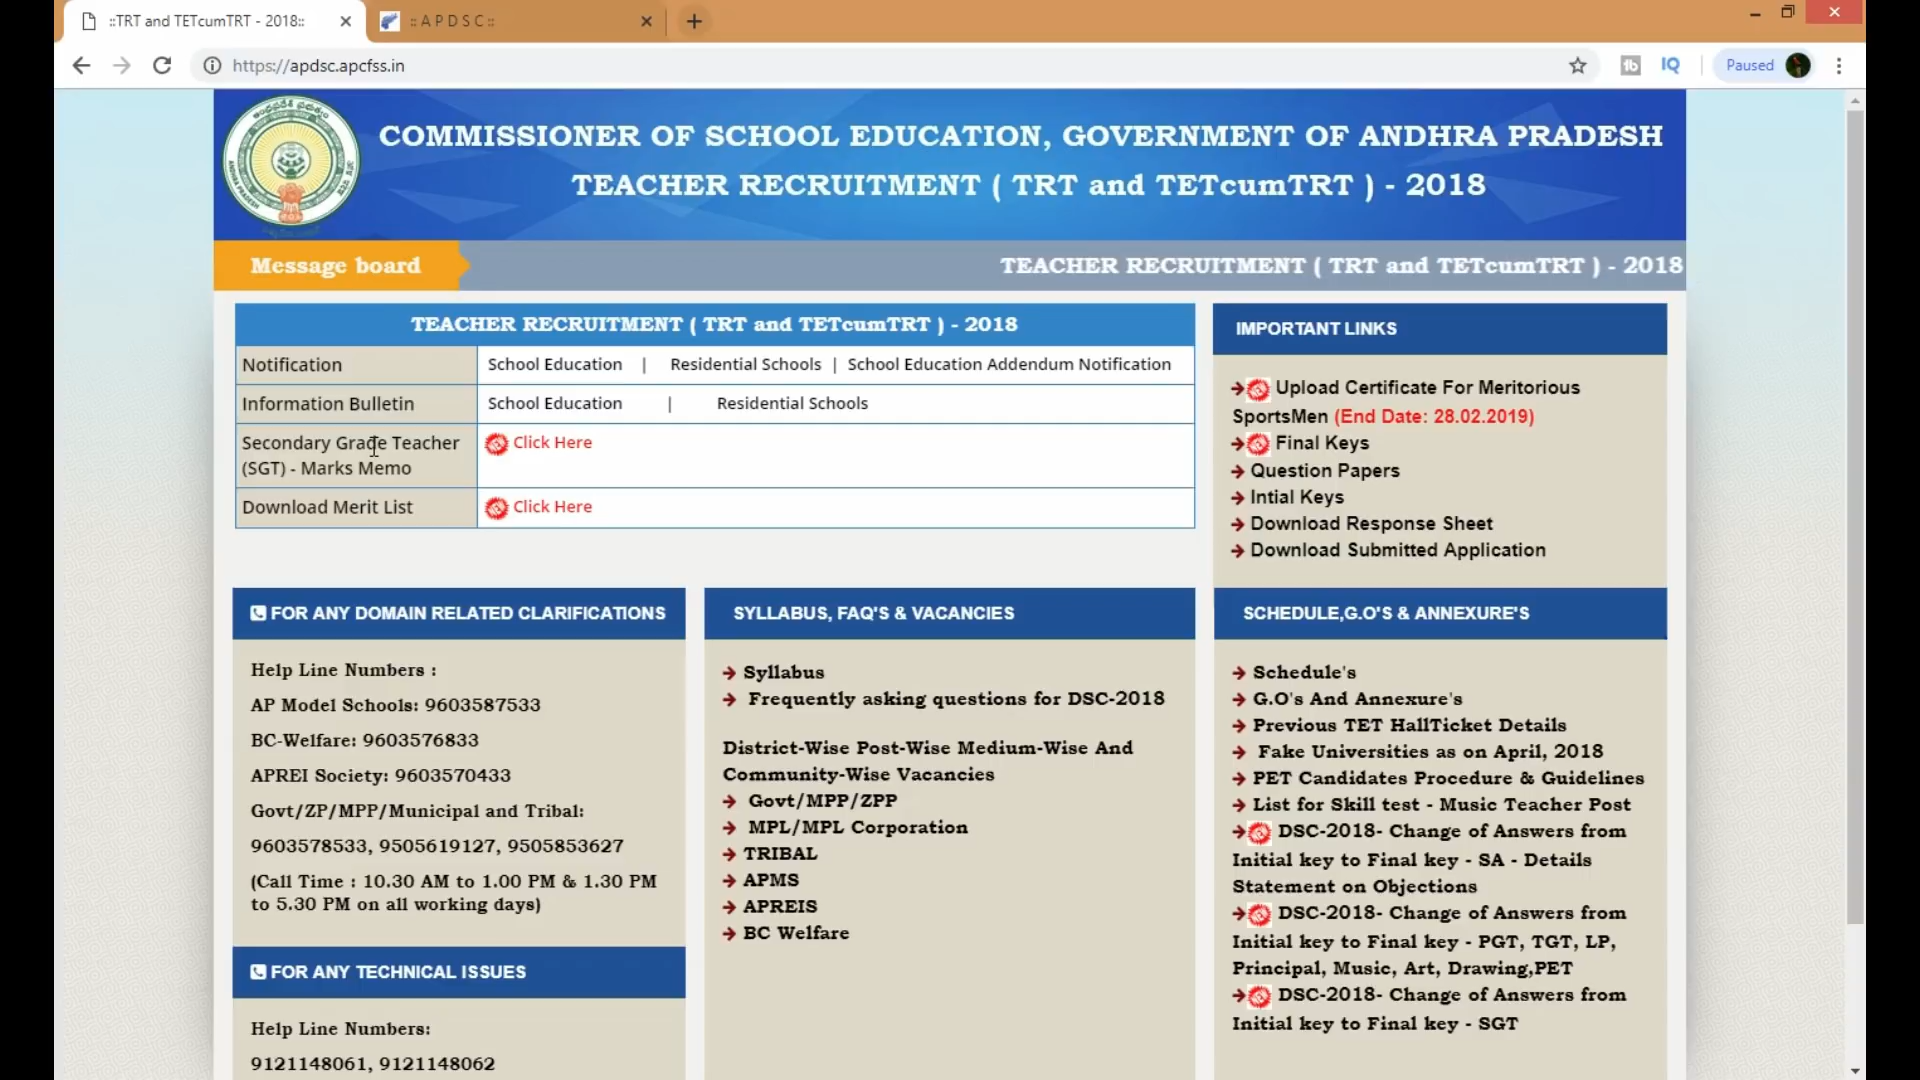 ::TRT and TETcumTRT - 2018::
:: A P D S C ::
https://apdsc.apcfss.in
Paused
COMMISSIONER OF SCHOOL EDUCATION, GOVERNMENT OF ANDHRA PRADESH
TEACHER RECRUITMENT ( TRT and TETcumTRT ) - 2018
Message board
TEACHER RECRUITMENT ( TRT and TETcumTRT ) - 2018
TEACHER RECRUITMENT ( TRT and TETcumTRT ) - 2018
Notification
School Education | Residential Schools | School Education Addendum Notification
Information Bulletin
School Education | Residential Schools
Secondary Grade Teacher
(SGT) - Marks Memo
Click Here
Download Merit List
Click Here
IMPORTANT LINKS
Upload Certificate For Meritorious
SportsMen (End Date: 28.02.2019)
Final Keys
Question Papers
Intial Keys
Download Response Sheet
Download Submitted Application
FOR ANY DOMAIN RELATED CLARIFICATIONS
Help Line Numbers :
AP Model Schools: 9603587533
BC-Welfare: 9603576833
APREI Society: 9603570433
Govt/ZP/MPP/Municipal and Tribal:
9603578533, 9505619127, 9505853627
(Call Time : 10.30 AM to 1.00 PM & 1.30 PM
to 5.30 PM on all working days)
FOR ANY TECHNICAL ISSUES
Help Line Numbers:
9121148061, 9121148062
SYLLABUS, FAQ'S & VACANCIES
Syllabus
Frequently asking questions for DSC-2018
District-Wise Post-Wise Medium-Wise And
Community-Wise Vacancies
Govt/MPP/ZPP
MPL/MPL Corporation
TRIBAL
APMS
APREIS
BC Welfare
SCHEDULE,G.O'S & ANNEXURE'S
Schedule's
G.O's And Annexure's
Previous TET HallTicket Details
Fake Universities as on April, 2018
PET Candidates Procedure & Guidelines
List for Skill test - Music Teacher Post
DSC-2018- Change of Answers from
Initial key to Final key - SA - Details
Statement on Objections
DSC-2018- Change of Answers from
Initial key to Final key - PGT, TGT, LP,
Principal, Music, Art, Drawing,PET
DSC-2018- Change of Answers from
Initial key to Final key - SGT